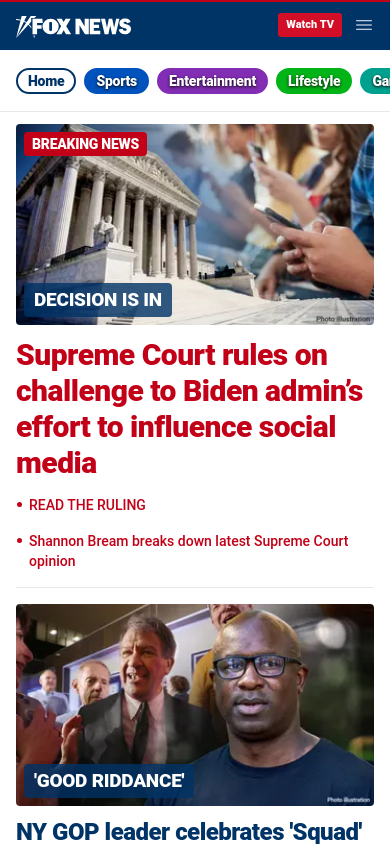 FOX NEWS
Watch TV
Home
Sports
Entertainment
Lifestyle
Ga
BREAKING NEWS
DECISION IS IN
Photo Illustration
Supreme Court rules on
challenge to Biden admin's
effort to influence social
media
• READ THE RULING
• Shannon Bream breaks down latest Supreme Court
opinion
'GOOD RIDDANCE'
Photo Illustration
NY GOP leader celebrates 'Squad'